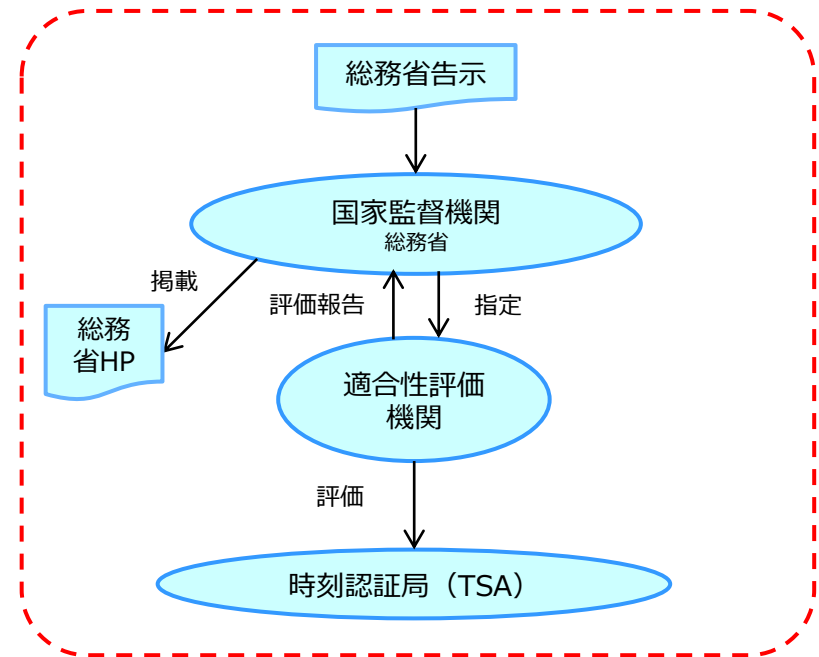 総務省告示
国家監督機関
総務省
掲載
評価報告
指定
総務
省HP
適合性評価
機関
評価
時刻認証局（TSA）